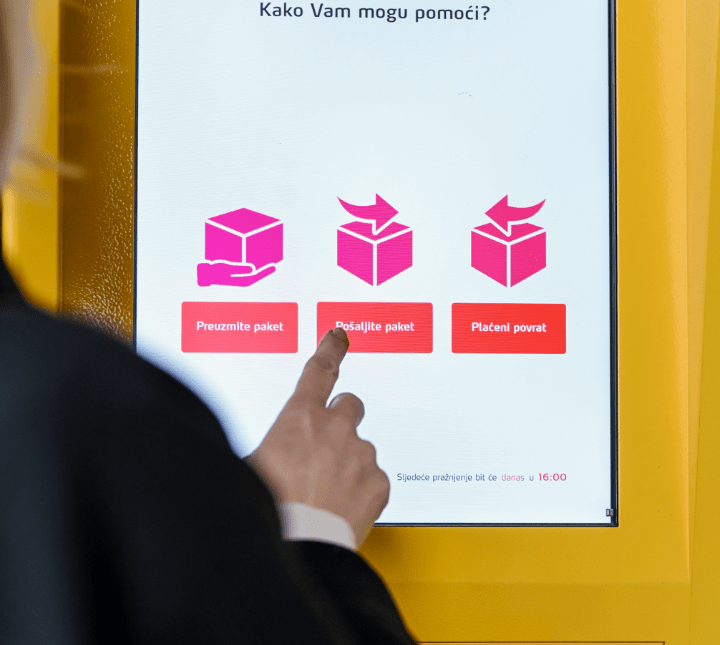 Kako Vam mogu pomoći?
Preuzmite paket
Pošaljite paket
Plaćeni povrat
Sljedeće pražnjenje bit će danas u 16:00